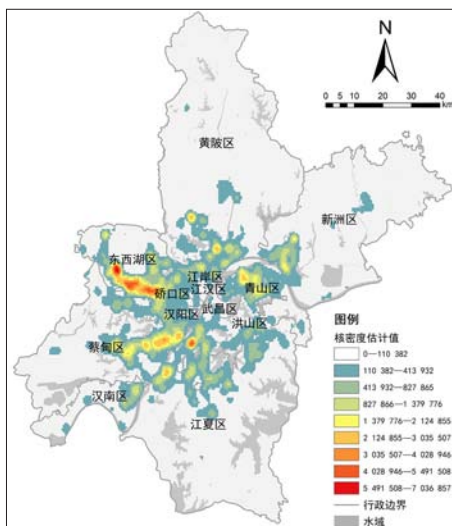 N
0 5 10 20 30 40
km
黄陂区
新洲区
东西湖区
江岸区
江汉区
硚口区
青山区
武昌区
汉阳区
洪山区
蔡甸区
汉南区
江夏区
图例
核密度估计值
0—110 382
110 382—413 932
413 932—827 865
827 866—1 379 776
1 379 776—2 124 855
2 124 855—3 035 507
3 035 507—4 028 946
4 028 946—5 491 508
5 491 508—7 036 857
行政边界
水域